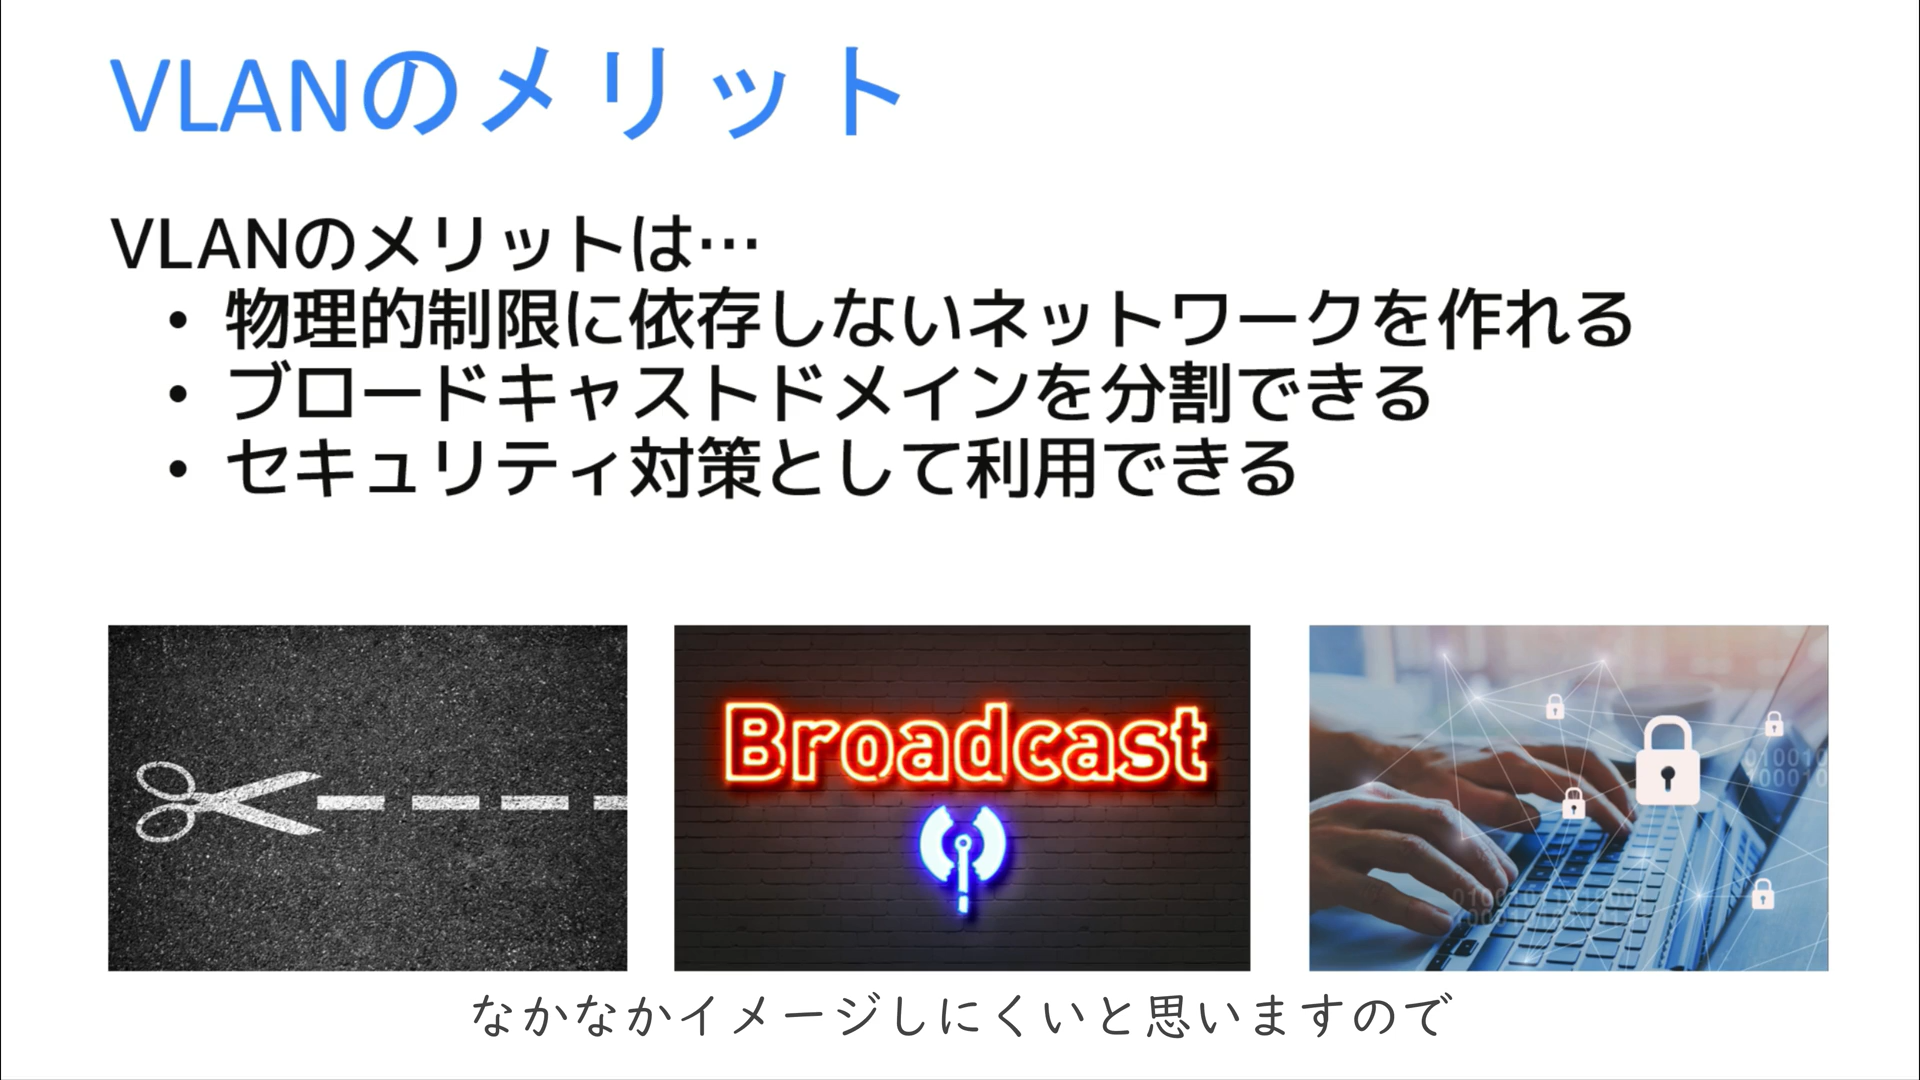 VLANのメリット
VLANのメリットは…
• 物理的制限に依存しないネットワークを作れる
• ブロードキャストドメインを分割できる
• セキュリティ対策として利用できる
Broadcast
なかなかイメージしにくいと思いますので